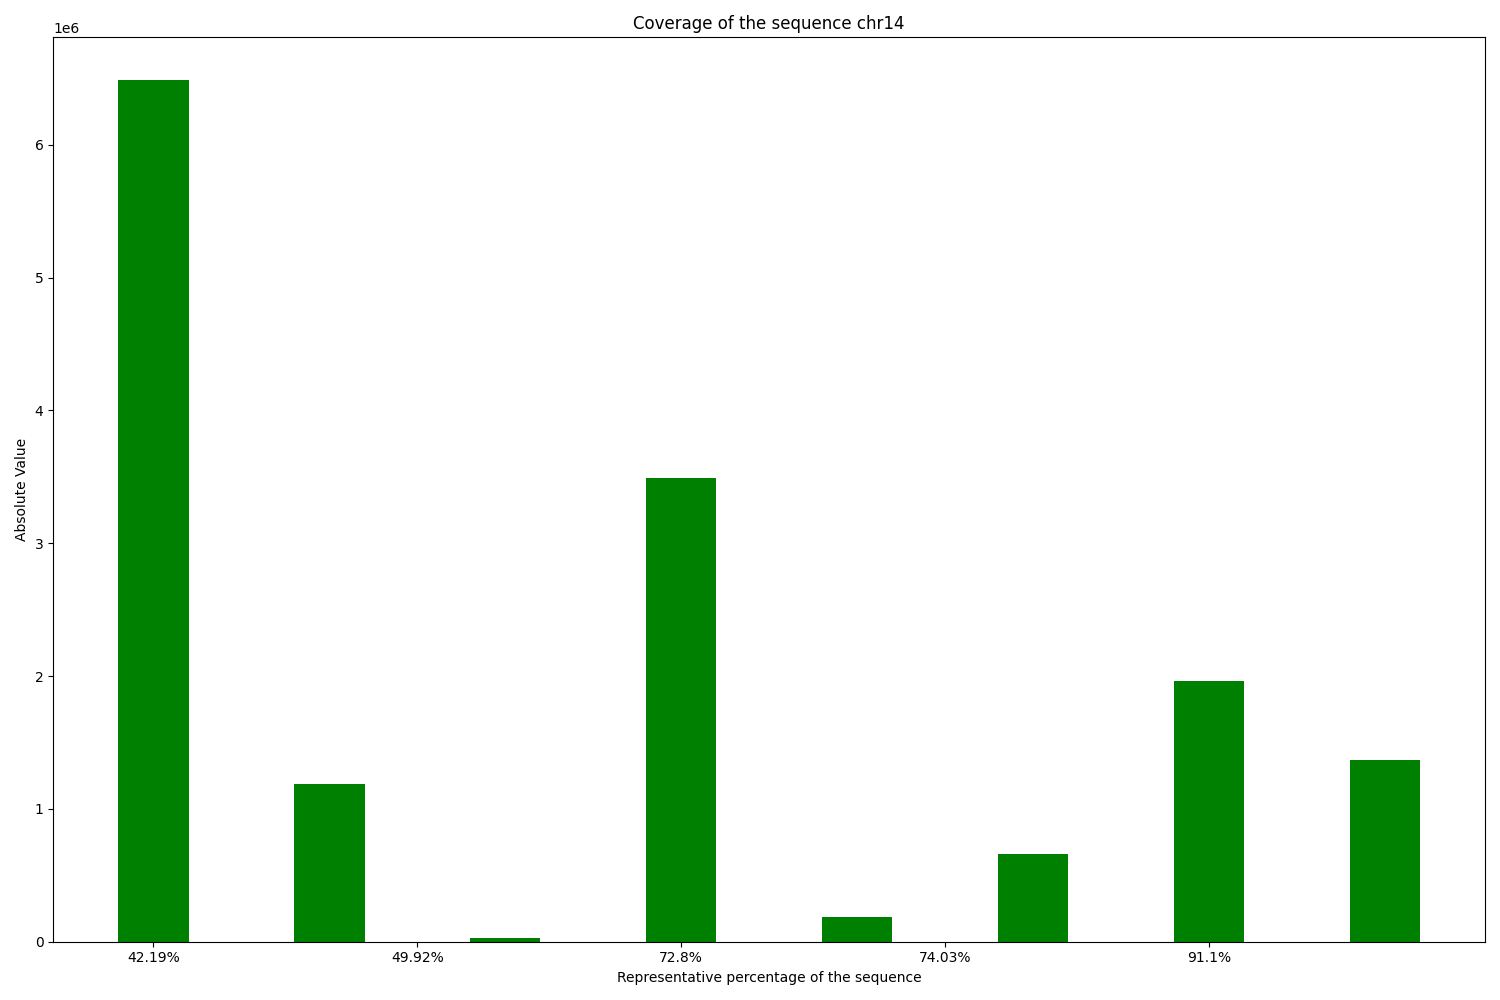 Coverage of the sequence chr14
1e6
6
5
4
3
2
1
0
Absolute Value
42.19% 49.92% 72.8% 74.03% 91.1%
Representative percentage of the sequence